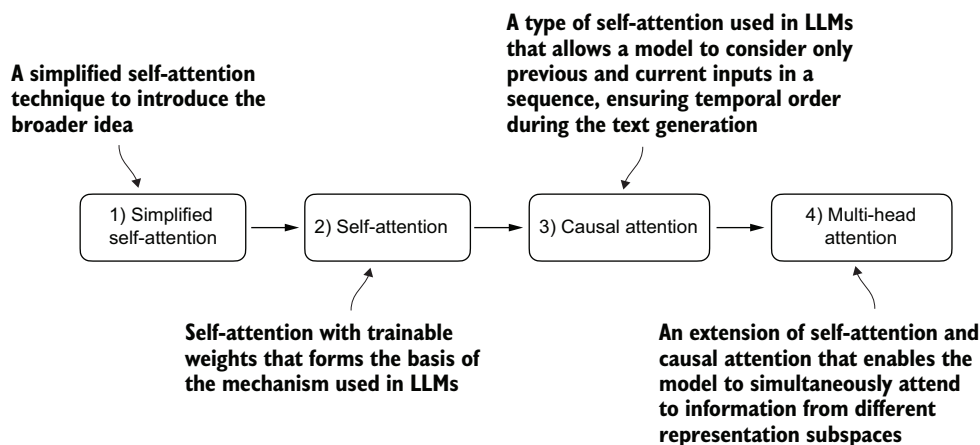 A simplified self-attention
technique to introduce the
broader idea
A type of self-attention used in LLMs
that allows a model to consider only
previous and current inputs in a
sequence, ensuring temporal order
during the text generation
1) Simplified
self-attention
2) Self-attention
3) Causal attention
4) Multi-head
attention
Self-attention with trainable
weights that forms the basis of
the mechanism used in LLMs
An extension of self-attention and
causal attention that enables the
model to simultaneously attend
to information from different
representation subspaces